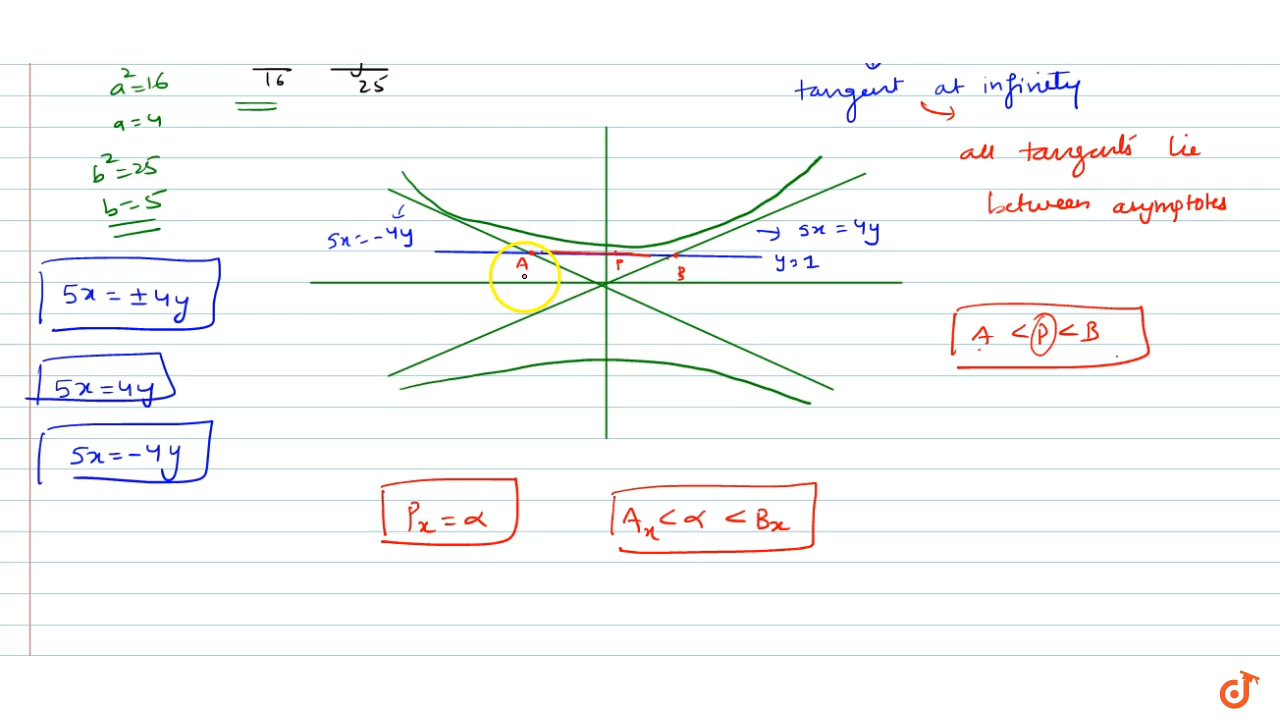 a²=16
16 25
a=4
b²=25
b=5
tangent at infinity
all tangents lie
between asymptotes
5x=-4y
5x=4y
y=1
A P B
5x=±4y
A <P< B
5x=4y
5x=-4y
Pₓ=α
Aₓ<α <Bₓ